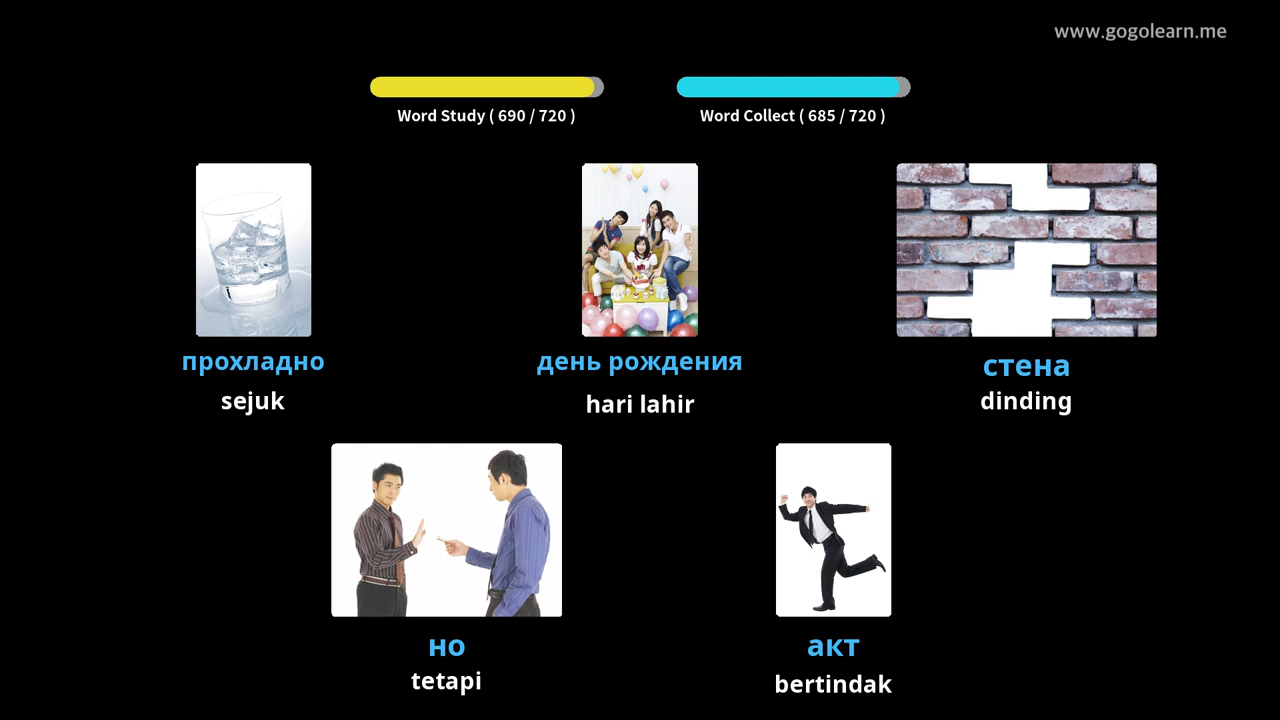 www.gogolearn.me
Word Study ( 690 / 720 )
Word Collect ( 685 / 720 )
прохладно
sejuk
день рождения
hari lahir
стена
dinding
но
tetapi
акт
bertindak